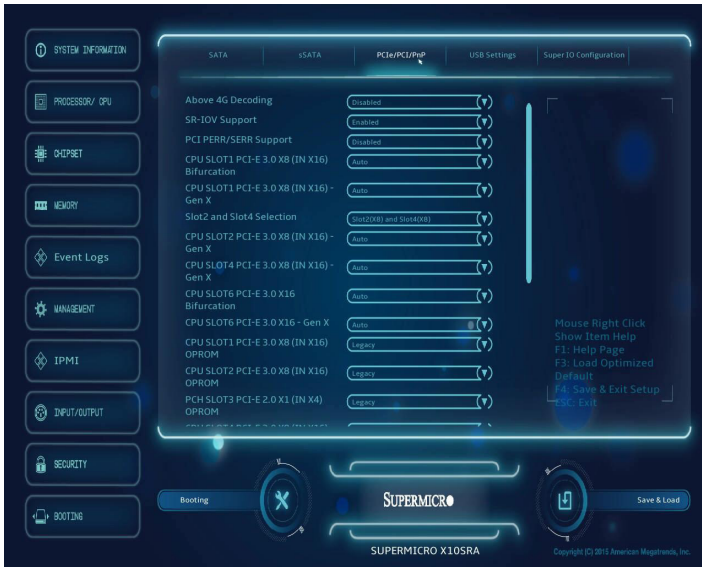 SYSTEM INFORMATION
PROCESSOR/ CPU
CHIPSET
MEMORY
Event Logs
MANAGEMENT
IPMI
INPUT/OUTPUT
SECURITY
BOOTING
SATA
sSATA
PCIe/PCI/PnP
USB Settings
Super IO Configuration
Above 4G Decoding
Disabled
SR-IOV Support
Enabled
PCI PERR/SERR Support
Disabled
CPU SLOT1 PCI-E 3.0 X8 (IN X16)
Bifurcation
Auto
CPU SLOT1 PCI-E 3.0 X8 (IN X16) -
Gen X
Auto
Slot2 and Slot4 Selection
Slot2(X8) and Slot4(X8)
CPU SLOT2 PCI-E 3.0 X8 (IN X16) -
Gen X
Auto
CPU SLOT4 PCI-E 3.0 X8 (IN X16) -
Gen X
Auto
CPU SLOT6 PCI-E 3.0 X16
Bifurcation
Auto
CPU SLOT6 PCI-E 3.0 X16 - Gen X
Auto
CPU SLOT1 PCI-E 3.0 X8 (IN X16)
OPROM
Legacy
CPU SLOT2 PCI-E 3.0 X8 (IN X16)
OPROM
Legacy
PCH SLOT3 PCI-E 2.0 X1 (IN X4)
OPROM
Legacy
Mouse Right Click
Show Item Help
F1: Help Page
F3: Load Optimized
Default
F4: Save & Exit Setup
ESC: Exit
Booting
SUPERMICRO
Save & Load
SUPERMICRO X10SRA
Copyright (C) 2015 American Megatrends, Inc.